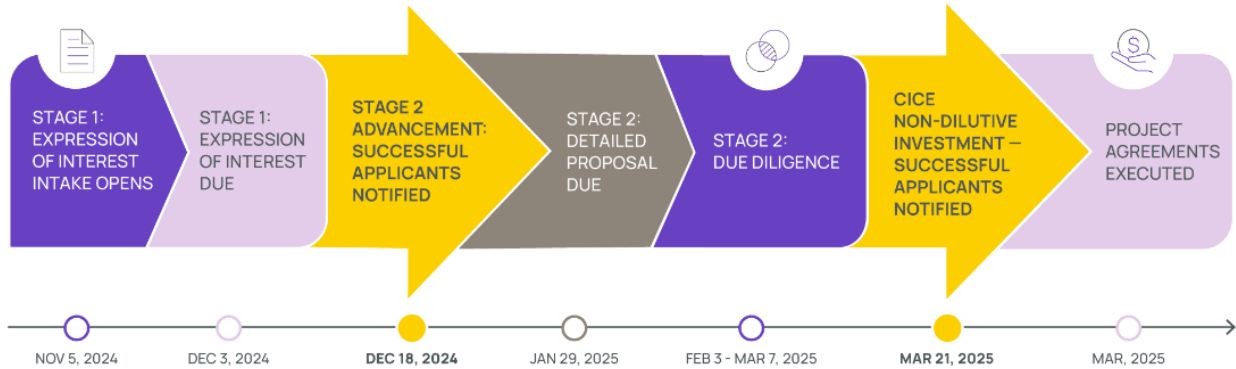 STAGE 1:
EXPRESSION
OF INTEREST
INTAKE OPENS
STAGE 1:
EXPRESSION
OF INTEREST
DUE
STAGE 2
ADVANCEMENT:
SUCCESSFUL
APPLICANTS
NOTIFIED
STAGE 2:
DETAILED
PROPOSAL
DUE
STAGE 2:
DUE DILIGENCE
CICE
NON-DILUTIVE
INVESTMENT —
SUCCESSFUL
APPLICANTS
NOTIFIED
$
PROJECT
AGREEMENTS
EXECUTED
NOV 5, 2024
DEC 3, 2024
DEC 18, 2024
JAN 29, 2025
FEB 3 - MAR 7, 2025
MAR 21, 2025
MAR, 2025